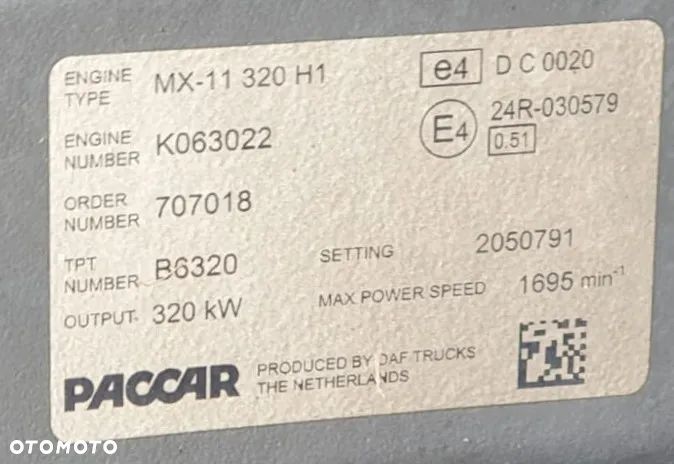 ENGINE TYPE MX-11 320 H1
e4 D C 0020
ENGINE NUMBER K063022
E4 24R-030579
0.51
ORDER NUMBER 707018
TPT NUMBER B6320
SETTING 2050791
OUTPUT 320 kW
MAX POWER SPEED 1695 min⁻¹
PACCAR
PRODUCED BY DAF TRUCKS
THE NETHERLANDS
OTOMOTO